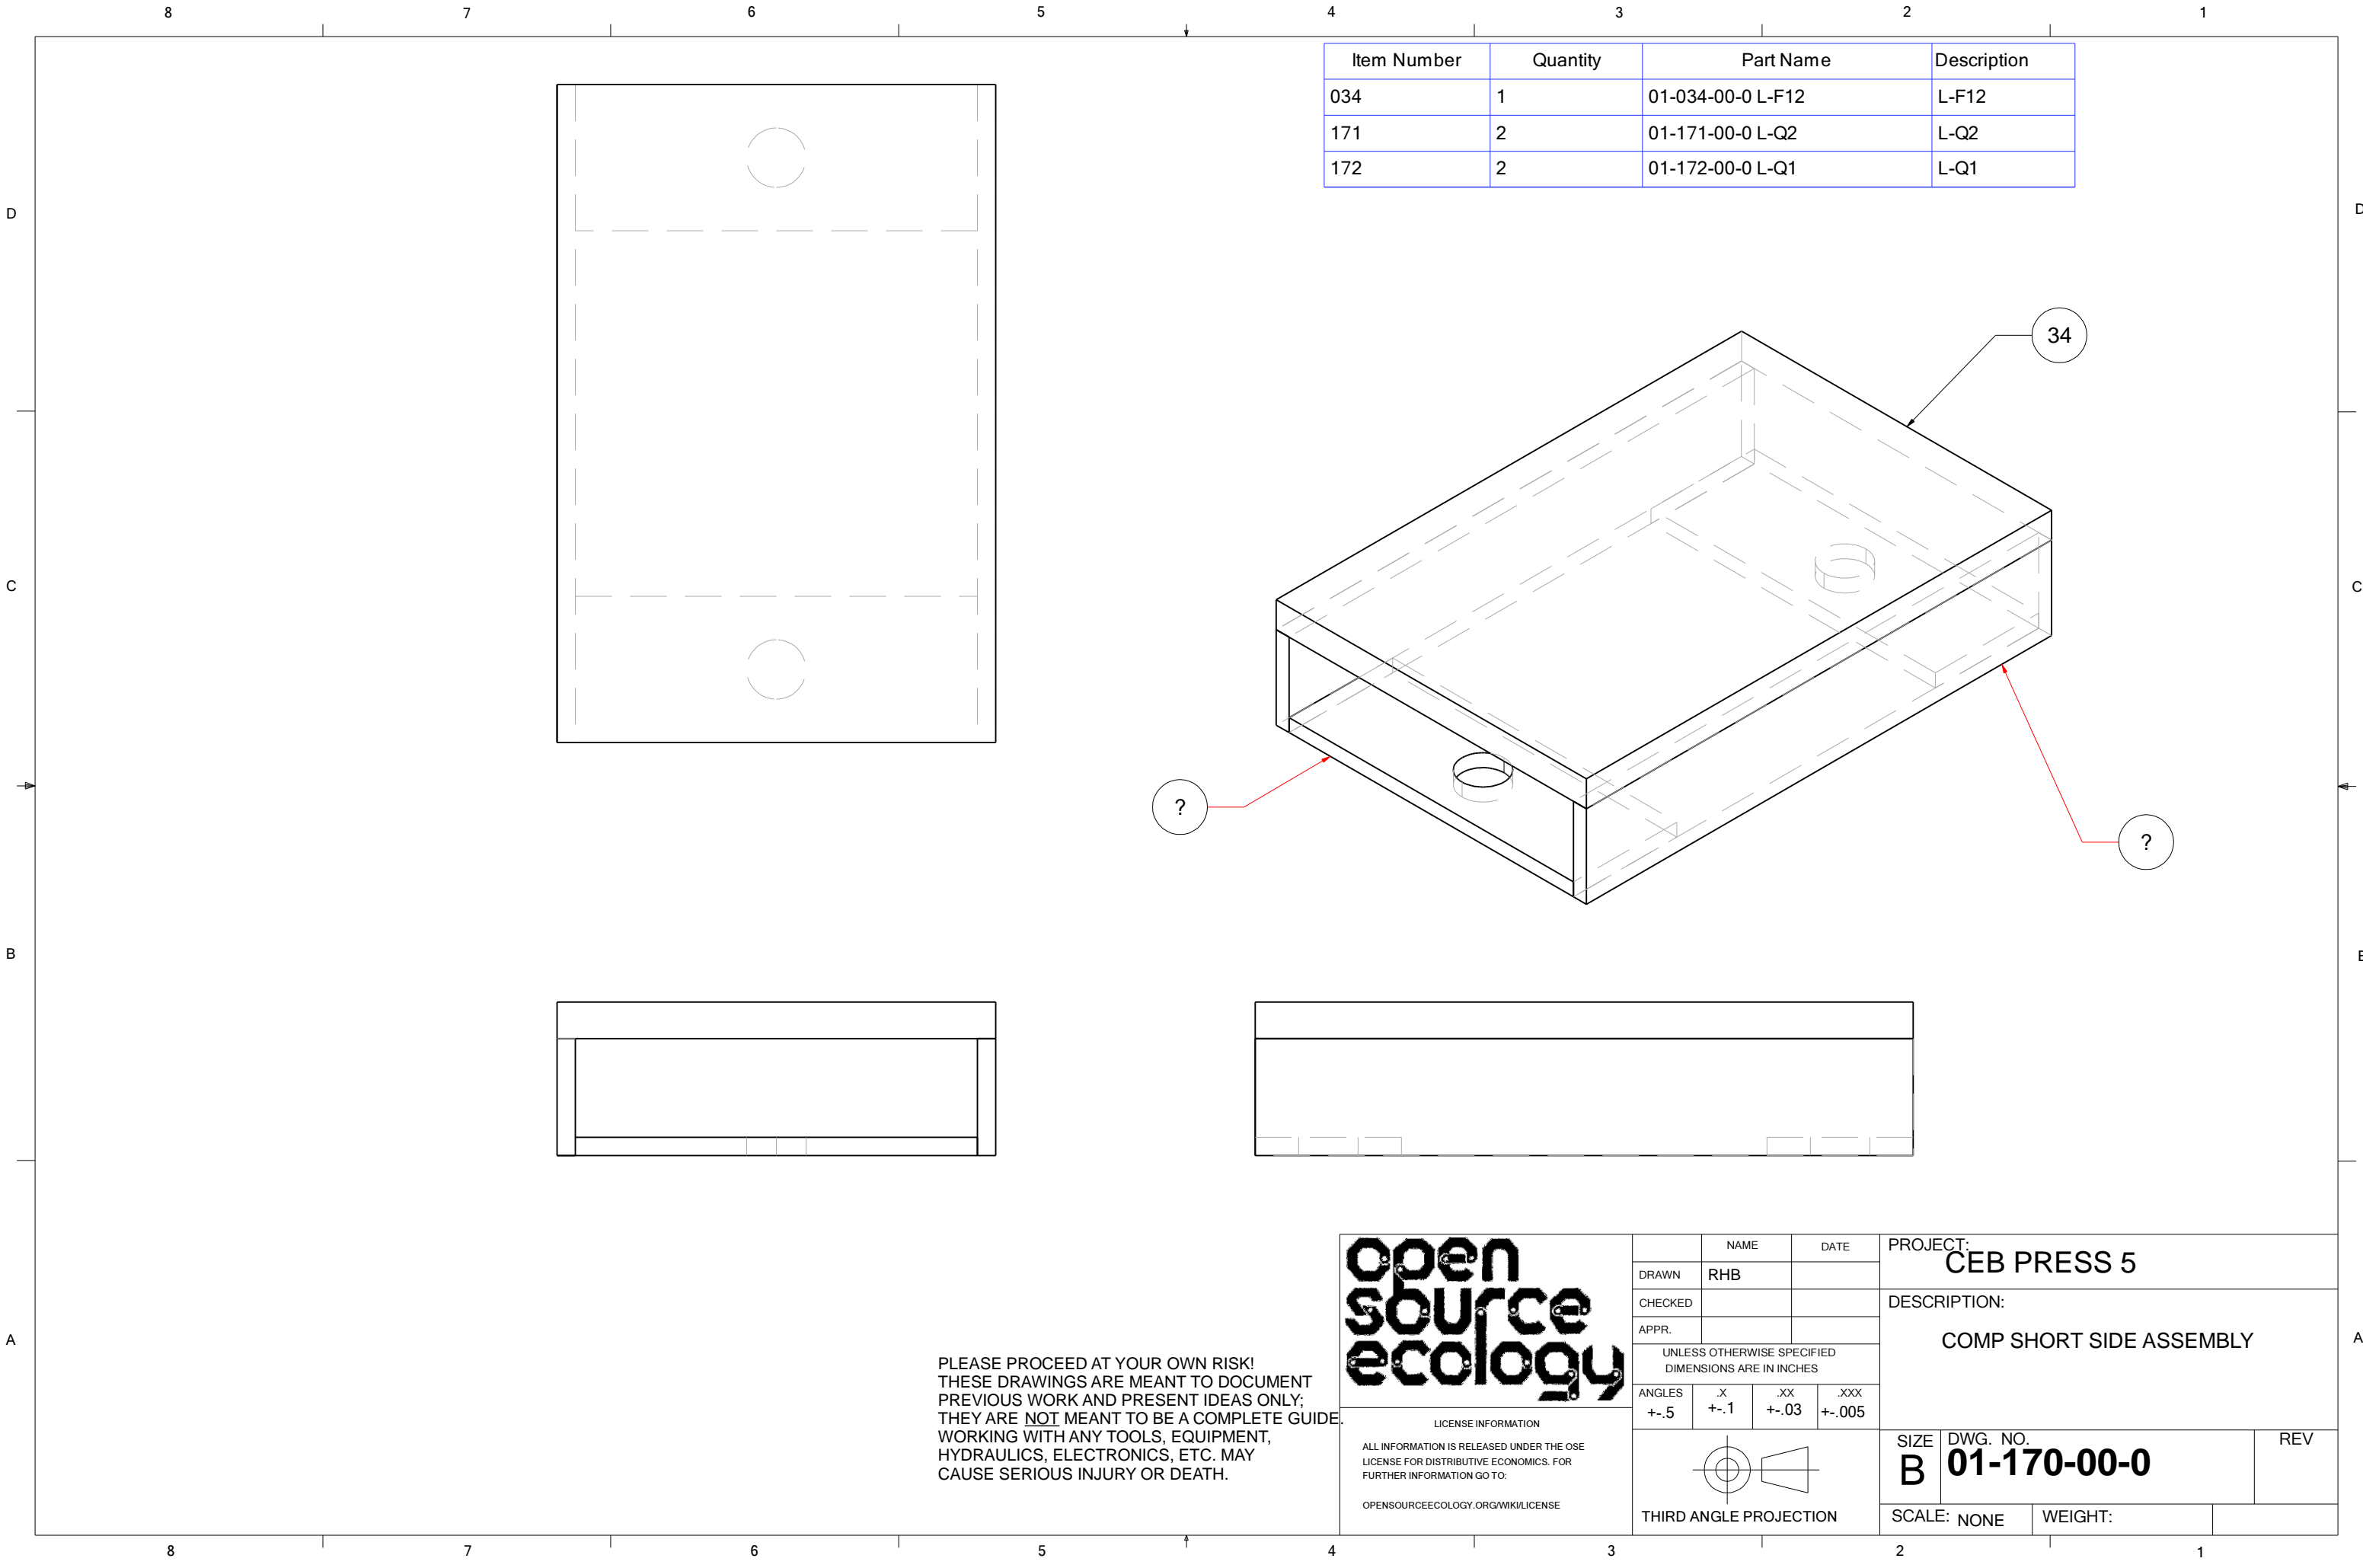 8 7 6 5 4 3 2 1
Item Number Quantity Part Name Description
034 1 01-034-00-0 L-F12 L-F12
171 2 01-171-00-0 L-Q2 L-Q2
172 2 01-172-00-0 L-Q1 L-Q1
D D
34
C C
?
?
B B
open
source
ecology
NAME DATE
DRAWN RHB
CHECKED
APPR.
UNLESS OTHERWISE SPECIFIED
DIMENSIONS ARE IN INCHES
ANGLES .X .XX .XXX
+-.5 +-.1 +-.03 +-.005
THIRD ANGLE PROJECTION
PROJECT:
CEB PRESS 5
DESCRIPTION:
COMP SHORT SIDE ASSEMBLY
SIZE DWG. NO. REV
B 01-170-00-0
SCALE: NONE WEIGHT:
A A
PLEASE PROCEED AT YOUR OWN RISK!
THESE DRAWINGS ARE MEANT TO DOCUMENT
PREVIOUS WORK AND PRESENT IDEAS ONLY;
THEY ARE NOT MEANT TO BE A COMPLETE GUIDE.
WORKING WITH ANY TOOLS, EQUIPMENT,
HYDRAULICS, ELECTRONICS, ETC. MAY
CAUSE SERIOUS INJURY OR DEATH.
LICENSE INFORMATION
ALL INFORMATION IS RELEASED UNDER THE OSE
LICENSE FOR DISTRIBUTIVE ECONOMICS. FOR
FURTHER INFORMATION GO TO:
OPENSOURCEECOLOGY.ORG/WIKI/LICENSE
8 7 6 5 4 3 2 1